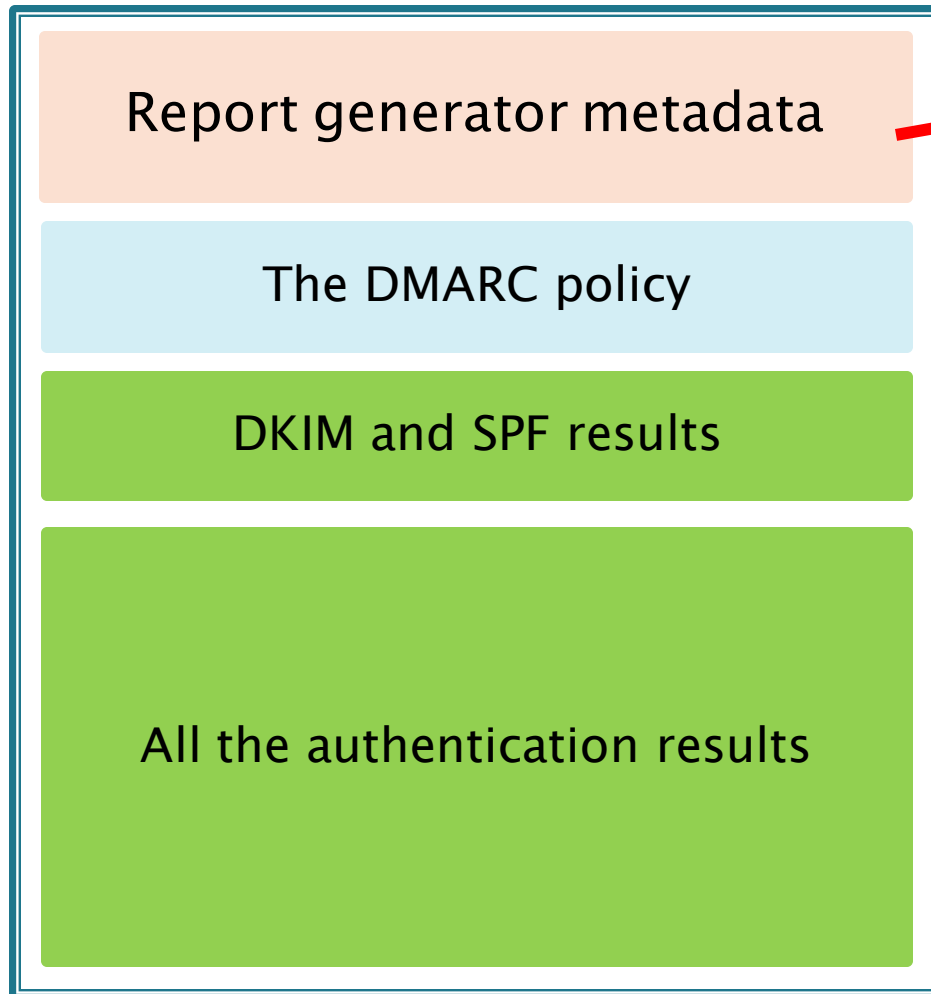 Report generator metadata
The DMARC policy
DKIM and SPF results
All the authentication results